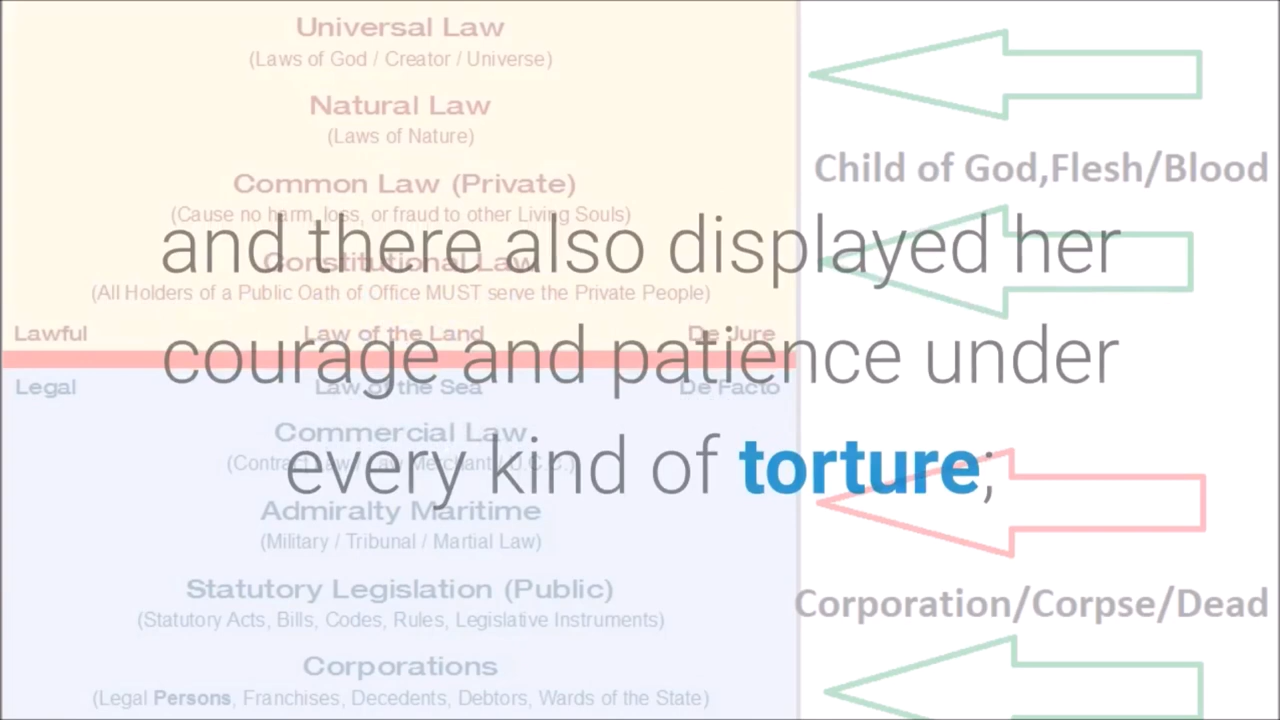 Universal Law
(Laws of God / Creator / Universe)
Natural Law
(Laws of Nature)
Child of God,Flesh/Blood
Common Law (Private)
(Cause no harm, loss, or fraud to other Living Souls)
and there also displayed her
Constitutional Law
(All Holders of a Public Oath of Office MUST serve the Private People)
Lawful Law of the Land De Jure
courage and patience under
Legal Law of the Sea De Facto
Commercial Law
(Contract Law / Law Merchant / U.C.C.)
every kind of torture;
Admiralty Maritime
(Military / Tribunal / Martial Law)
Statutory Legislation (Public)
Corporation/Corpse/Dead
(Statutory Acts, Bills, Codes, Rules, Legislative Instruments)
Corporations
(Legal Persons, Franchises, Decedents, Debtors, Wards of the State)